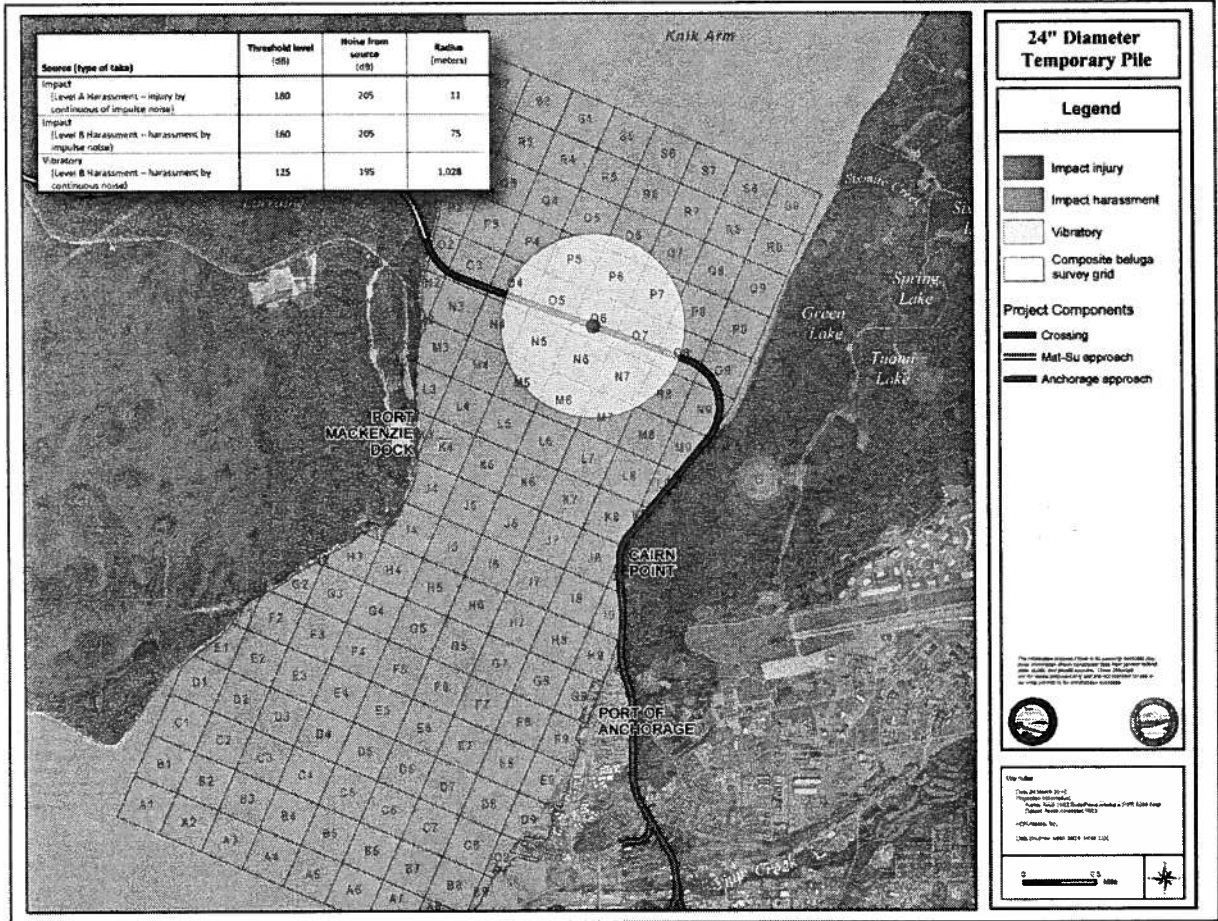 Knik Arm
Source (type of take)
Threshold level
(dB)
Noise from
source
(dB)
Radius
(meters)
Impact
(Level A Harassment – injury by
continuous of impulse noise)
180
205
11
Impact
(Level B Harassment – harassment by
impulse noise)
160
205
75
Vibratory
(Level B Harassment – harassment by
continuous noise)
125
195
1,028
24" Diameter
Temporary Pile
Legend
Impact injury
Impact harassment
Vibratory
Composite beluga
survey grid
Project Components
Crossing
Mat-Su approach
Anchorage approach
Spring
Lake
Green
Lake
Tuomi
Lake
S6 S7
R4 R5 R6 R7
Q4 Q5 Q6 Q7 Q8 Q9
P4 P5 P6 P7 P8 P9
O2 O3 O4 O5 O6 O7 O8 O9
N2 N3 N4 N5 N6 N7 N8 N9
M3 M4 M5 M6 M7 M8 M9
L3 L4 L5 L6 L7 L8
K4 K5 K6 K7 K8
J4 J5 J6 J7 J8
I4 I5 I6 I7 I8 I9
H3 H4 H5 H6 H7 H8 H9
G2 G3 G4 G5 G6 G7 G8 G9
F2 F3 F4 F5 F6 F7 F8 F9
E1 E2 E3 E4 E5 E6 E7 E8 E9
D1 D2 D3 D4 D5 D6 D7 D8 D9
C1 C2 C3 C4 C5 C6 C7 C8
B1 B2 B3 B4 B5 B6 B7 B8 B9
A1 A2 A3 A4 A5 A6 A7 A8
PORT
MACKENZIE
DOCK
CAIRN
POINT
PORT OF
ANCHORAGE
Ship Creek
0 0.5
Miles